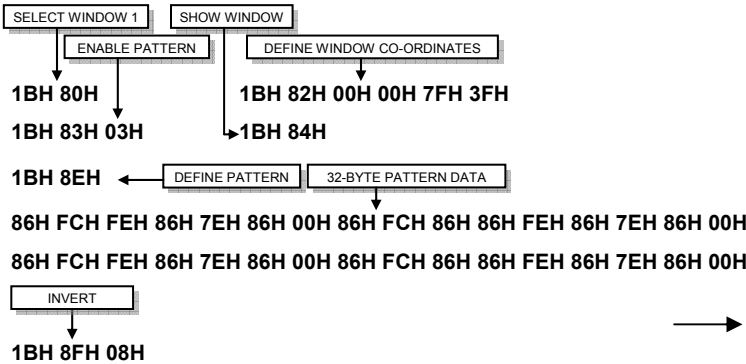 SELECT WINDOW 1 SHOW WINDOW
ENABLE PATTERN DEFINE WINDOW CO-ORDINATES
1BH 80H 1BH 82H 00H 00H 7FH 3FH
1BH 83H 03H 1BH 84H
1BH 8EH DEFINE PATTERN 32-BYTE PATTERN DATA
86H FCH FEH 86H 7EH 86H 00H 86H FCH 86H 86H FEH 86H 7EH 86H 00H
86H FCH FEH 86H 7EH 86H 00H 86H FCH 86H 86H FEH 86H 7EH 86H 00H
INVERT
1BH 8FH 08H